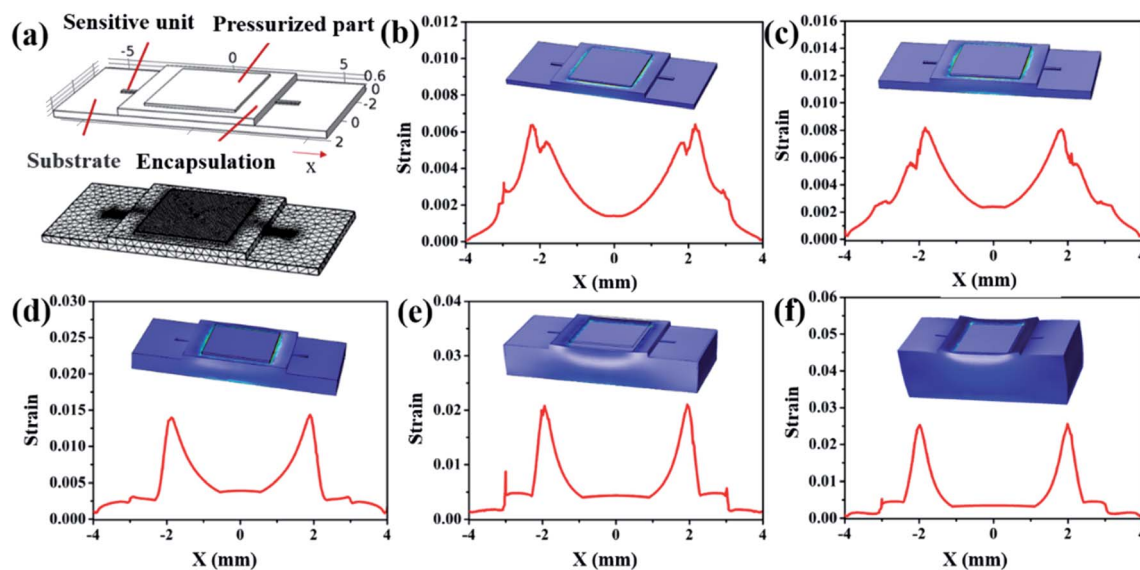 (a)
Sensitive unit Pressurized part
-5
0
5
0.6
0
-2
0
2
Substrate Encapsulation
X
(b)
0.010
0.008
0.006
0.004
0.002
0.000
Strain
-4 -2 0 2 4
X (mm)
(c)
0.016
0.014
0.012
0.010
0.008
0.006
0.004
0.002
0.000
Strain
-4 -2 0 2 4
X (mm)
(d)
0.030
0.025
0.020
0.015
0.010
0.005
0.000
Strain
-4 -2 0 2 4
X (mm)
(e)
0.04
0.03
0.02
0.01
0.00
Strain
-4 -2 0 2 4
X (mm)
(f)
0.06
0.05
0.04
0.03
0.02
0.01
0.00
Strain
-4 -2 0 2 4
X (mm)